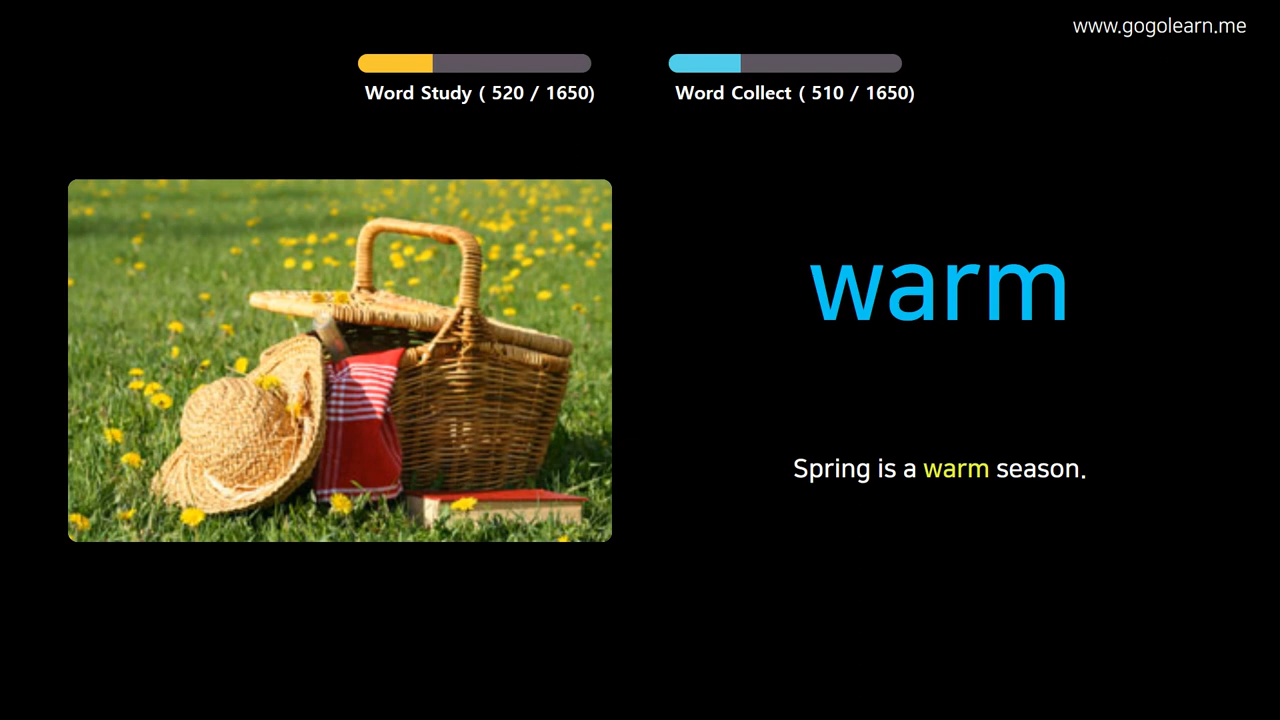 www.gogolearn.me
Word Study ( 520 / 1650)
Word Collect ( 510 / 1650)
warm
Spring is a warm season.